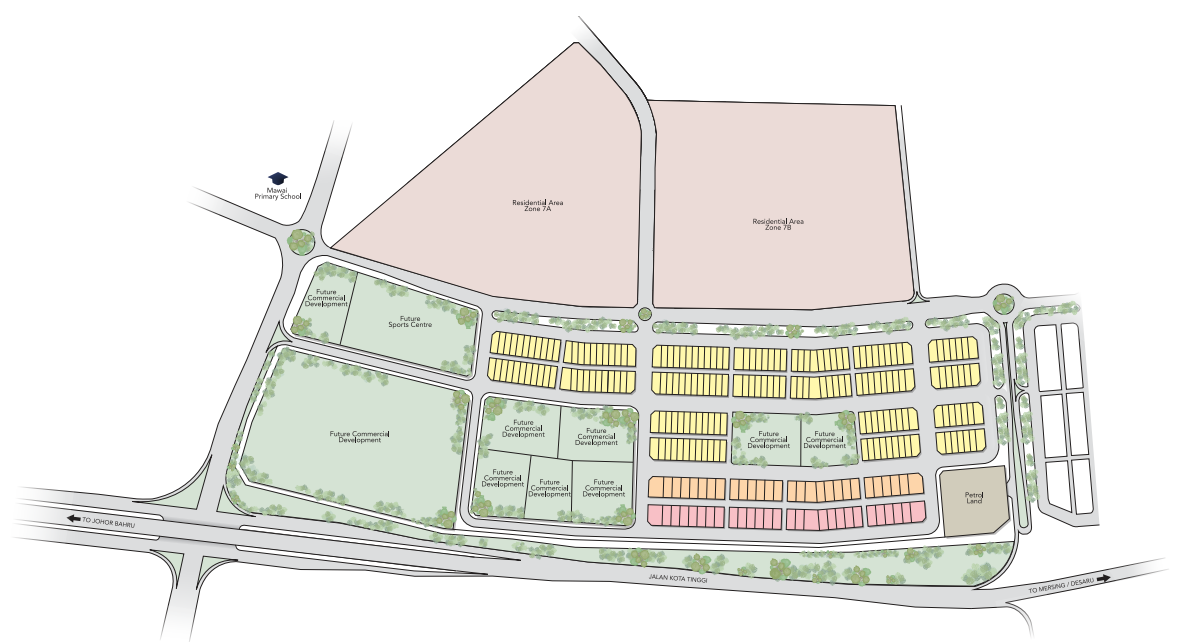 Mawai
Primary School
Residential Area
Zone 7A
Residential Area
Zone 7B
Future
Commercial
Development
Future
Sports Centre
Future Commercial
Development
Future
Commercial
Development
Future
Commercial
Development
Future
Commercial
Development
Future
Commercial
Development
Future
Commercial
Development
Future
Commercial
Development
Future
Commercial
Development
Petrol
Land
TO JOHOR BAHRU
JALAN KOTA TINGGI
TO MERSING / DESARU